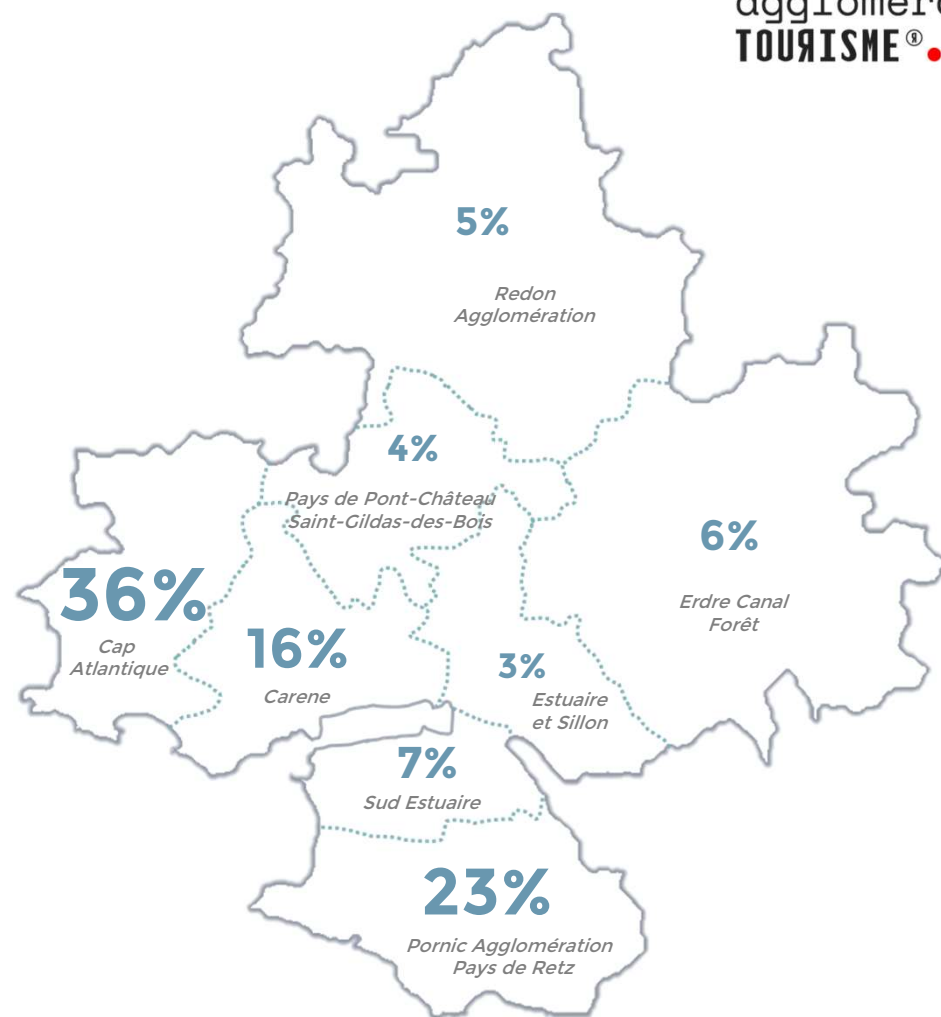 TOURISME®
5%
Redon
Agglomération
4%
Pays de Pont-Château
Saint-Gildas-des-Bois
6%
Erdre Canal
Forêt
36%
Cap
Atlantique
16%
Carene
3%
Estuaire
et Sillon
7%
Sud Estuaire
23%
Pornic Agglomération
Pays de Retz